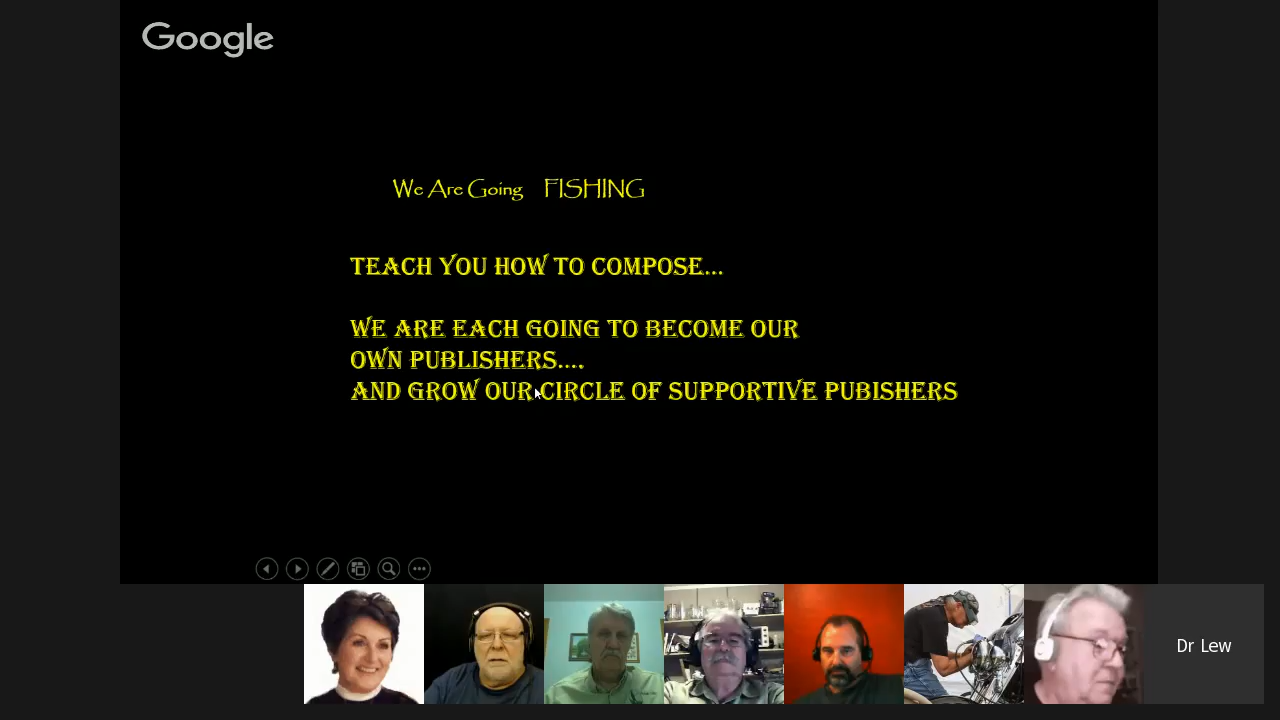 Google
We Are Going FISHING
TEACH YOU HOW TO COMPOSE...
WE ARE EACH GOING TO BECOME OUR
OWN PUBLISHERS....
AND GROW OUR CIRCLE OF SUPPORTIVE PUBISHERS
Dr Lew